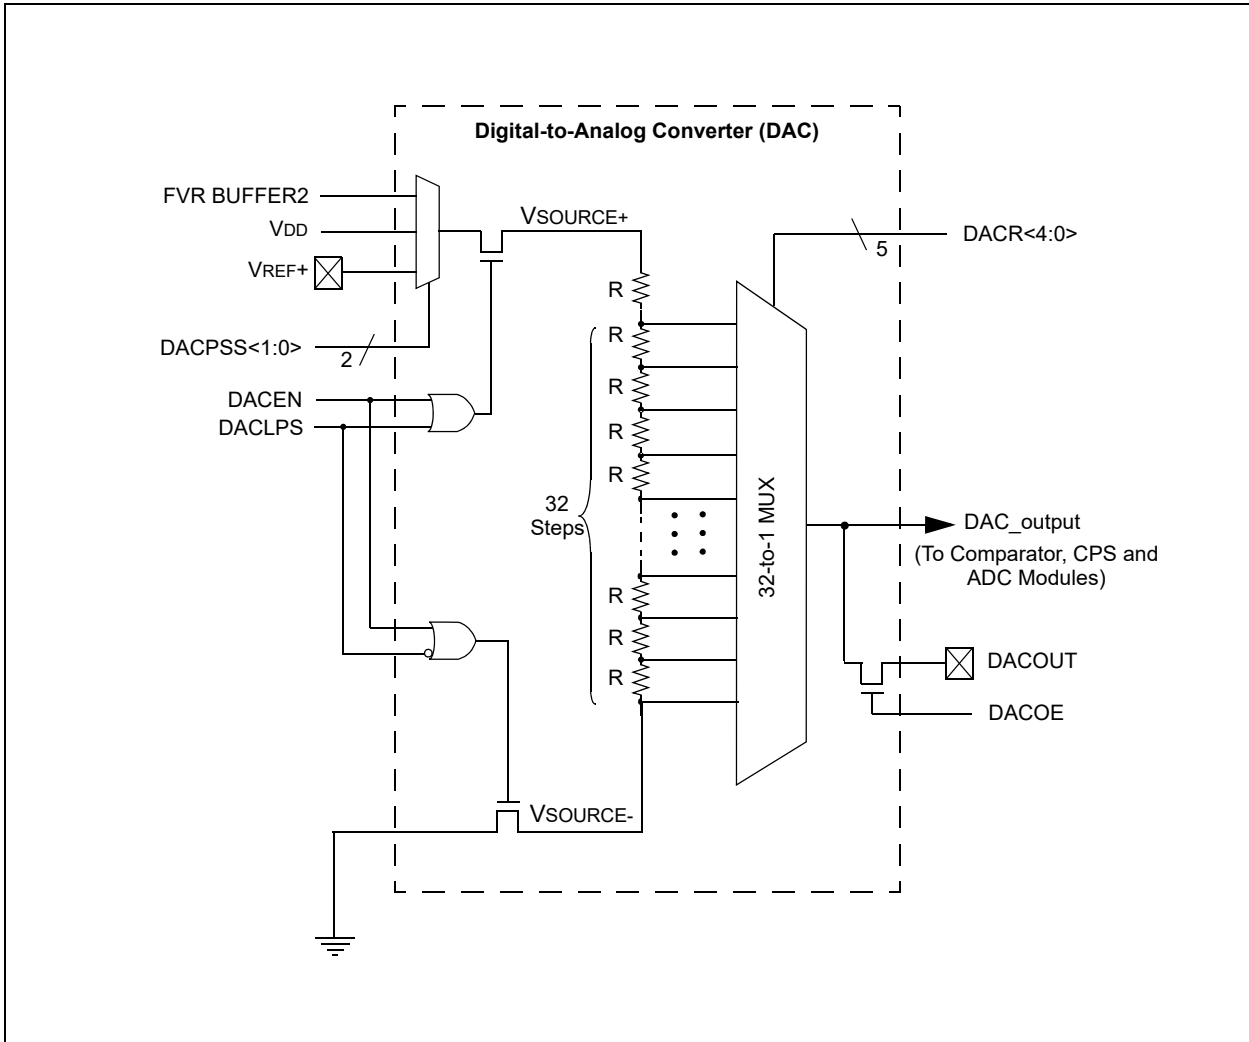 Digital-to-Analog Converter (DAC)
FVR BUFFER2
VDD
VREF+
VSOURCE+
DACR<4:0>
5
R
R
R
R
R
DACPSS<1:0>
2
DACEN
DACLPS
32
Steps
32-to-1 MUX
DAC_output
(To Comparator, CPS and
ADC Modules)
R
R
R
DACOUT
DACOE
VSOURCE-